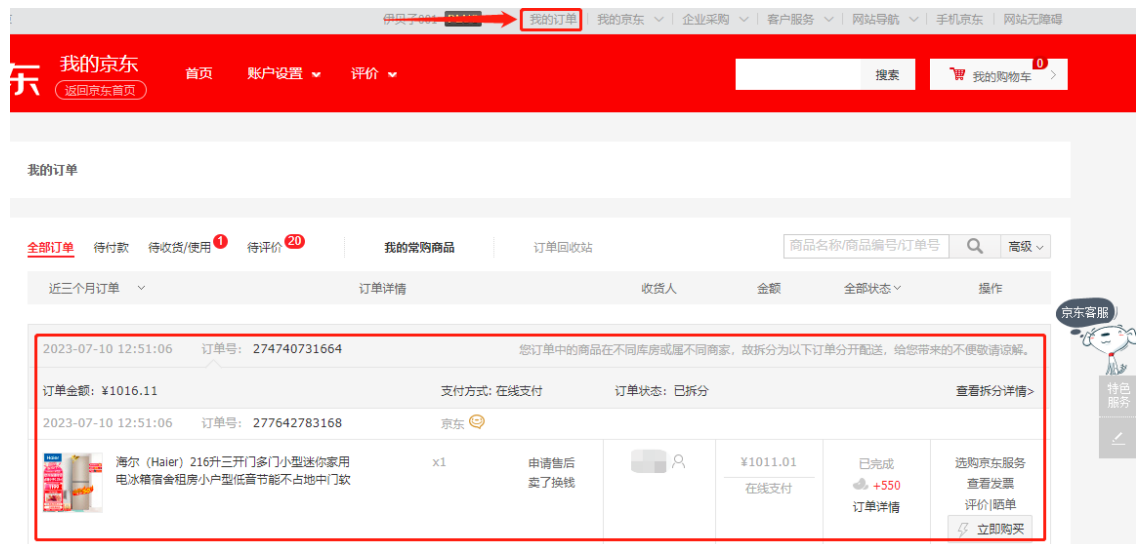 我的订单 我的京东 企业采购 客户服务 网站导航 手机京东 网站无障碍
东 我的京东 首页 账户设置 评价 搜索 我的购物车 0
返回京东首页
我的订单
全部订单 待付款 待收货/使用 1 待评价 20 我的常购商品 订单回收站 商品名称/商品编号/订单号 高级
近三个月订单 订单详情 收货人 金额 全部状态 操作
京东客服
2023-07-10 12:51:06 订单号: 274740731664 您订单中的商品在不同库房或属不同商家，故拆分为以下订单分开配送，给您带来的不便敬请谅解。
订单金额: ¥1016.11 支付方式: 在线支付 订单状态: 已拆分 查看拆分详情>
特色
服务
2023-07-10 12:51:06 订单号: 277642783168 京东
海尔（Haier）216升三开门多门小型迷你家用 x1 申请售后 ¥1011.01 已完成 选购京东服务
电冰箱宿舍租房小户型低音节能不占地中门软 卖了换钱 在线支付 +550 查看发票
订单详情 评价|晒单
立即购买